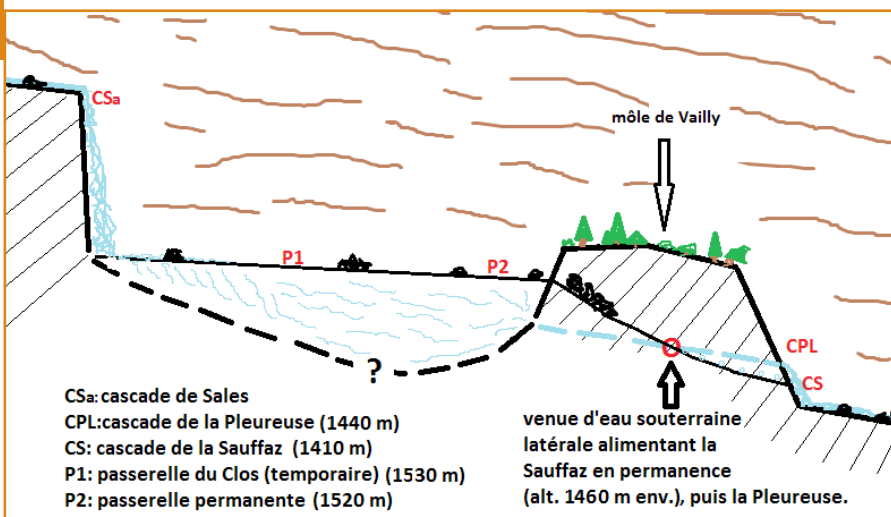 CSa
môle de Vailly
P1
P2
?
CPL
CS
CSa: cascade de Sales
CPL:cascade de la Pleureuse (1440 m)
CS: cascade de la Sauffaz (1410 m)
P1: passerelle du Clos (temporaire) (1530 m)
P2: passerelle permanente (1520 m)
venue d'eau souterraine
latérale alimentant la
Sauffaz en permanence
(alt. 1460 m env.), puis la Pleureuse.